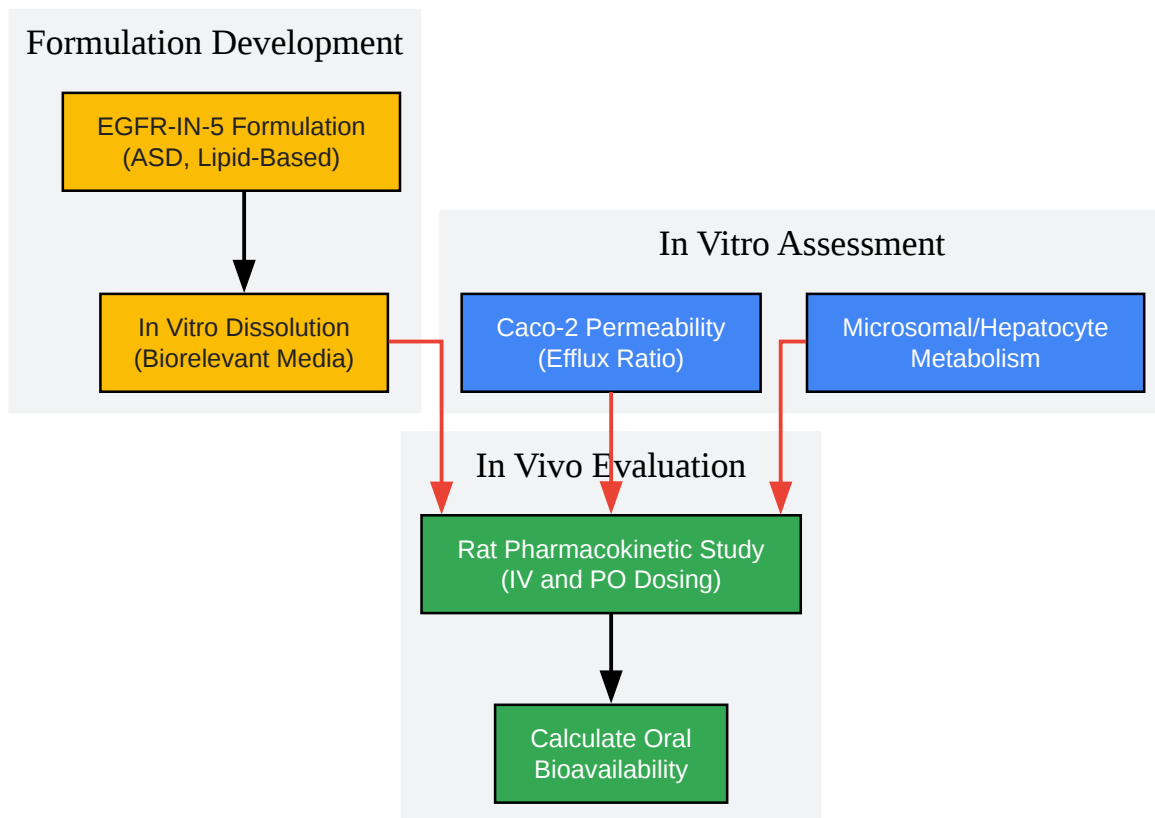 Formulation Development
EGFR-IN-5 Formulation
(ASD, Lipid-Based)
In Vitro Dissolution
(Biorelevant Media)
In Vitro Assessment
Caco-2 Permeability
(Efflux Ratio)
Microsomal/Hepatocyte
Metabolism
In Vivo Evaluation
Rat Pharmacokinetic Study
(IV and PO Dosing)
Calculate Oral
Bioavailability